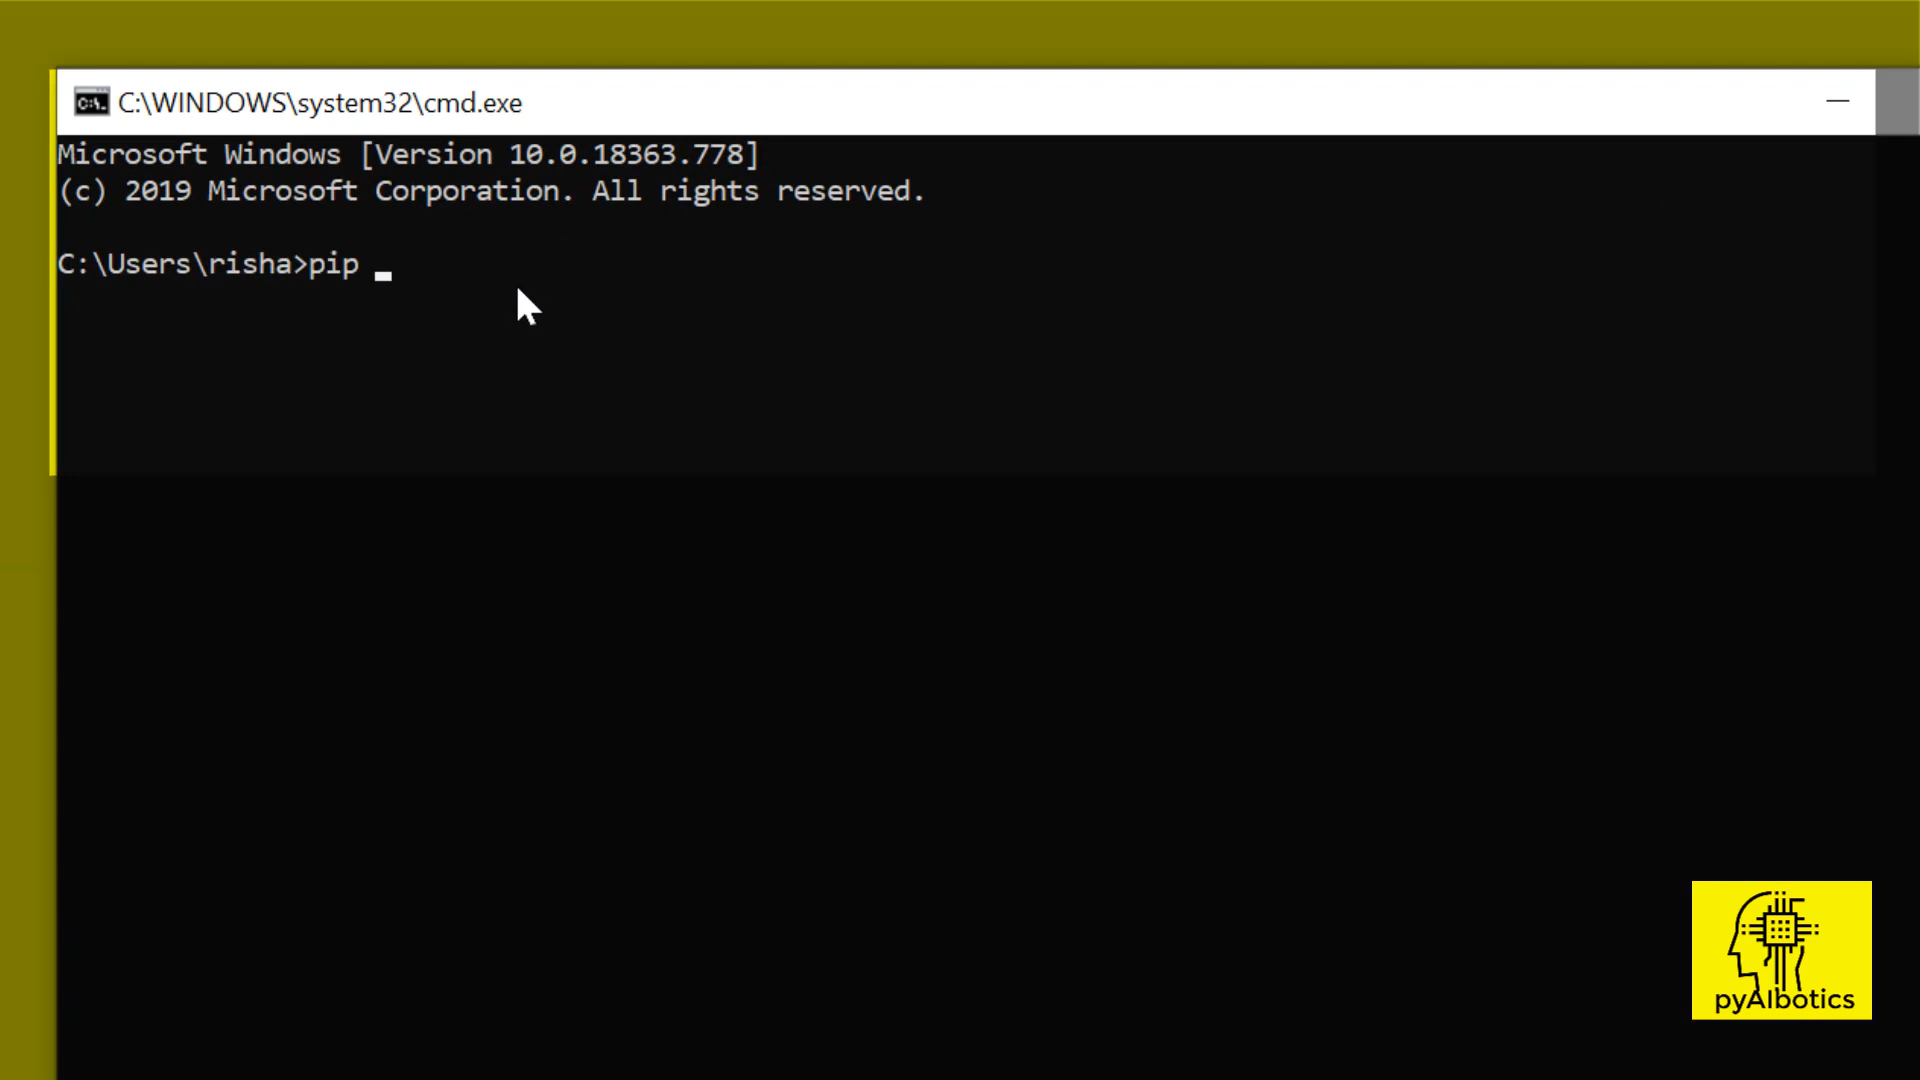 C:\WINDOWS\system32\cmd.exe
Microsoft Windows [Version 10.0.18363.778]
(c) 2019 Microsoft Corporation. All rights reserved.
C:\Users\risha>pip
pyAIbotics